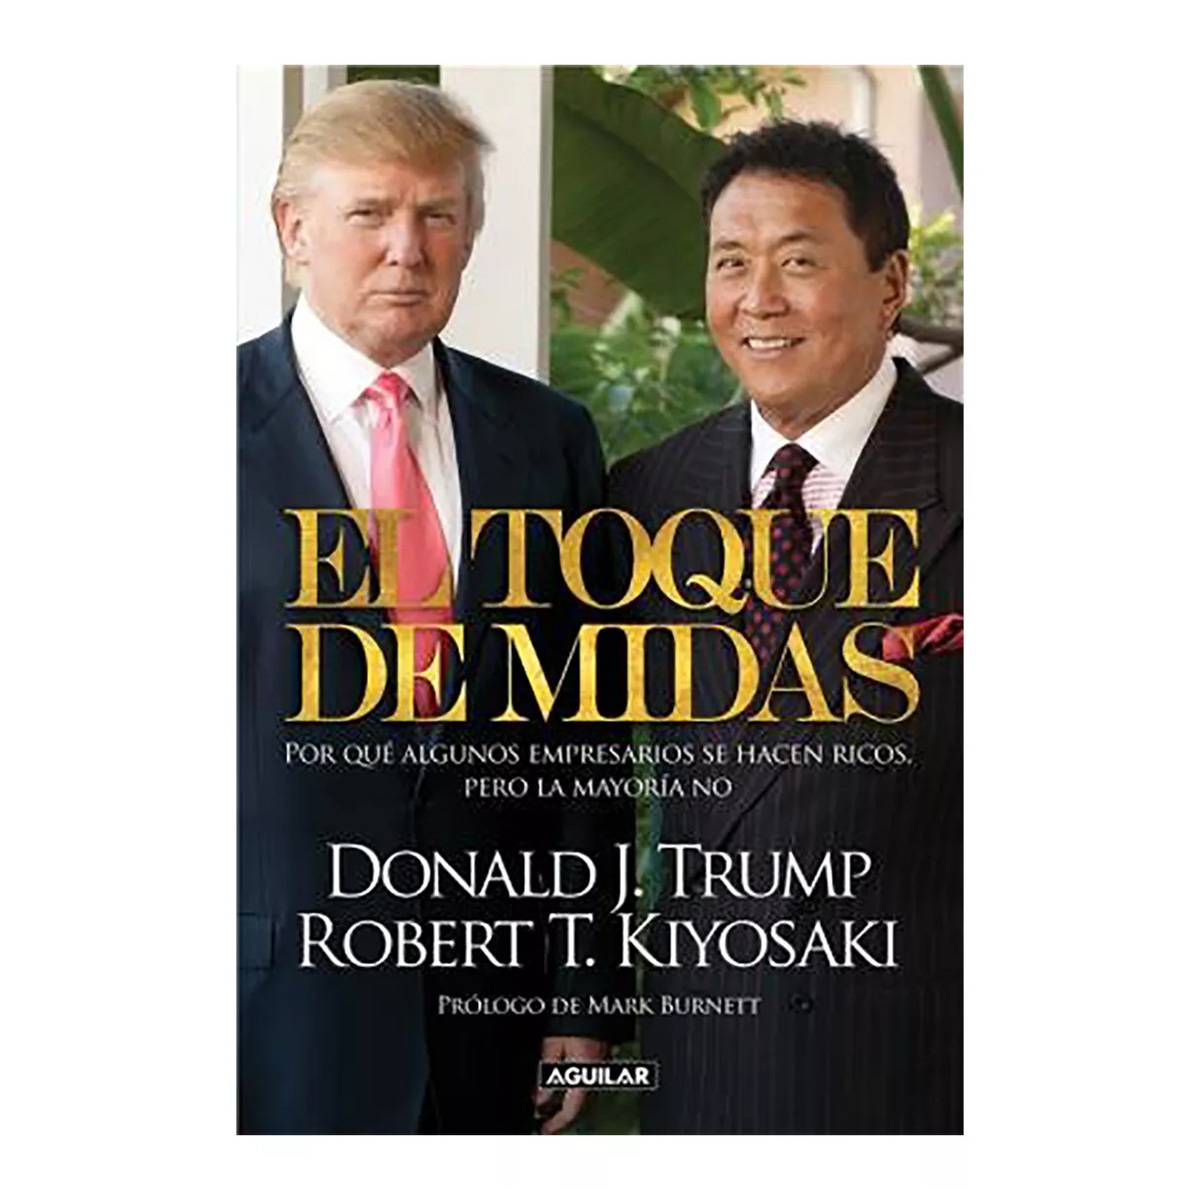 EL TOQUE
DE MIDAS
POR QUÉ ALGUNOS EMPRESARIOS SE HACEN RICOS,
PERO LA MAYORÍA NO
DONALD J. TRUMP
ROBERT T. KIYOSAKI
PRÓLOGO DE MARK BURNETT
AGUILAR